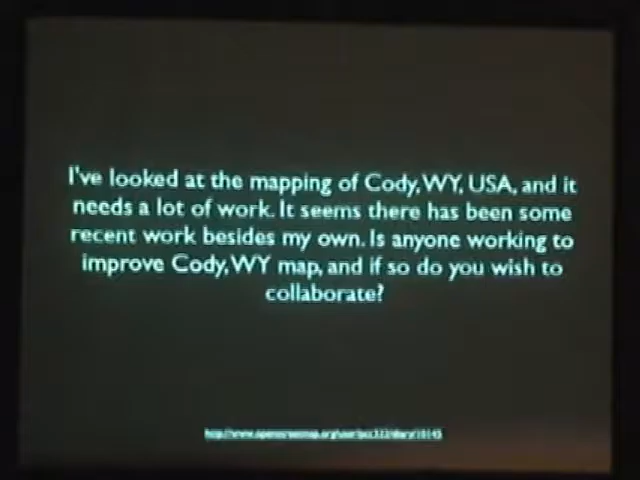 I've looked at the mapping of Cody, WY, USA, and it
needs a lot of work. It seems there has been some
recent work besides my own. Is anyone working to
improve Cody, WY map, and if so do you wish to
collaborate?